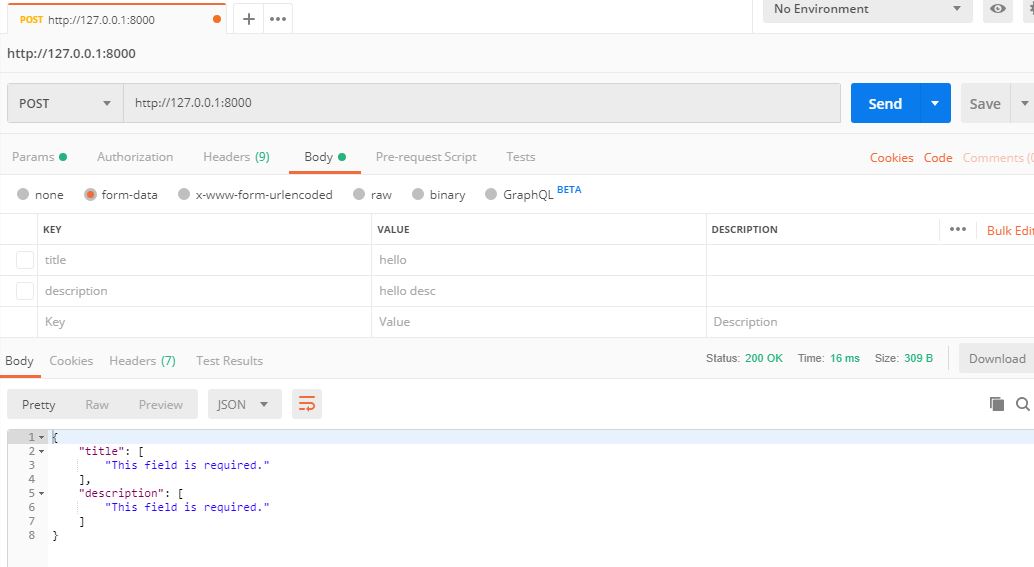 POST http://127.0.0.1:8000
No Environment
http://127.0.0.1:8000
POST http://127.0.0.1:8000 Send Save
Params Authorization Headers (9) Body Pre-request Script Tests Cookies Code Comments (0
none form-data x-www-form-urlencoded raw binary GraphQL BETA
KEY VALUE DESCRIPTION ••• Bulk Edit
title hello
description hello desc
Key Value Description
Body Cookies Headers (7) Test Results Status: 200 OK Time: 16 ms Size: 309 B Download
Pretty Raw Preview JSON
1 {
2 "title": [
3 "This field is required."
4 ],
5 "description": [
6 "This field is required."
7 ]
8 }